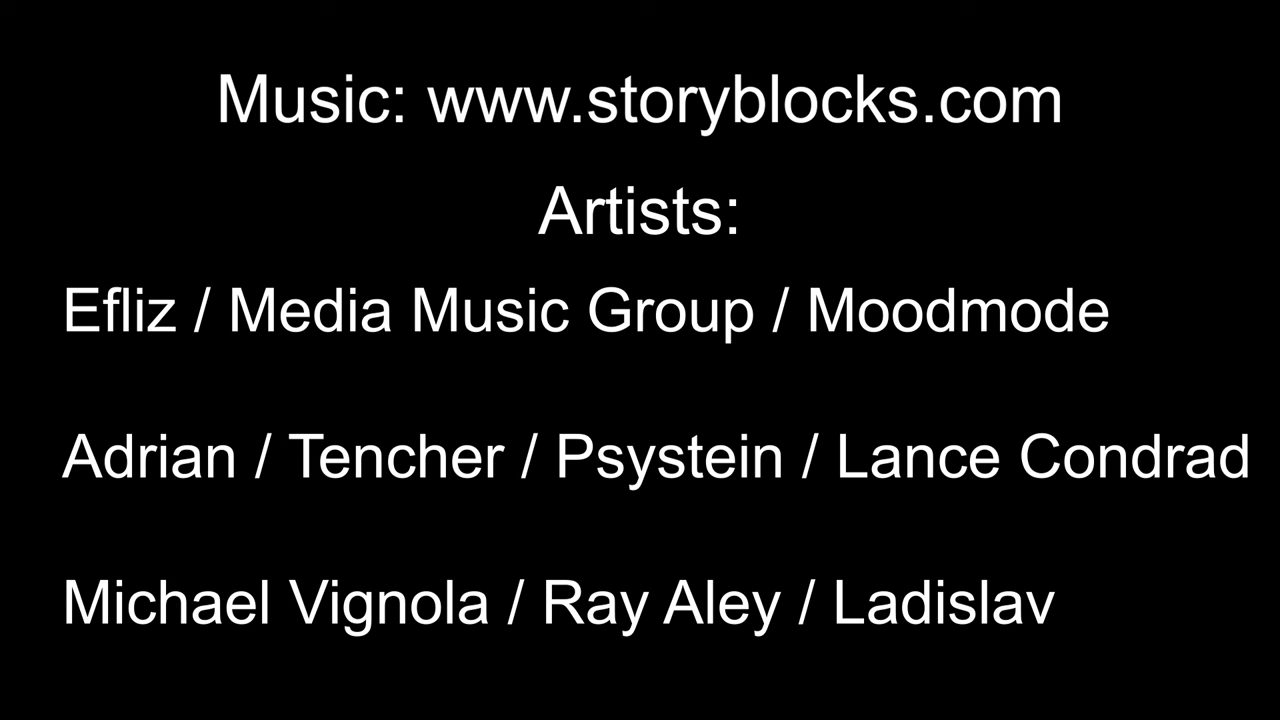 Music: www.storyblocks.com
Artists:
Efliz / Media Music Group / Moodmode
Adrian / Tencher / Psystein / Lance Condrad
Michael Vignola / Ray Aley / Ladislav